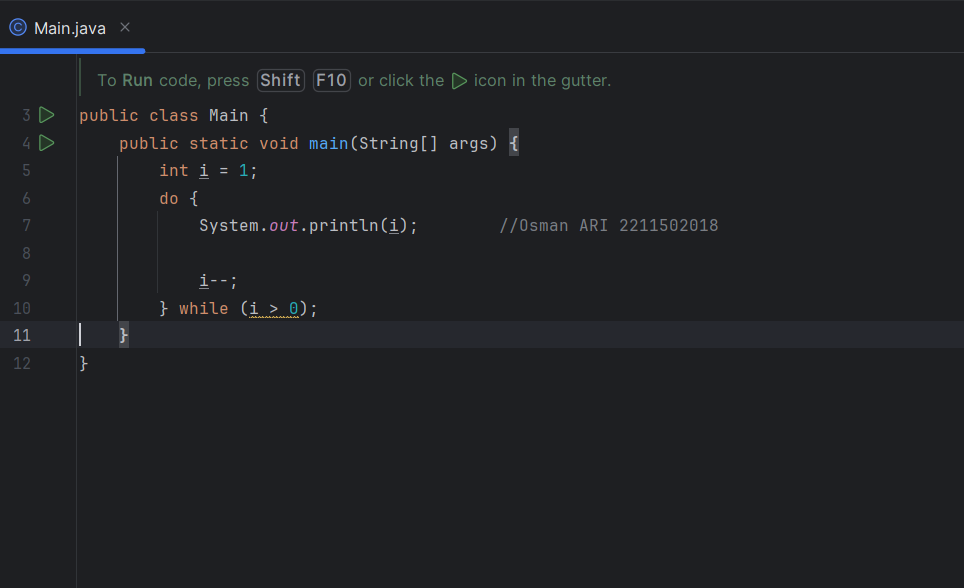 Main.java
To Run code, press Shift F10 or click the icon in the gutter.
3 public class Main {
4     public static void main(String[] args) {
5         int i = 1;
6         do {
7             System.out.println(i);        //Osman ARI 2211502018
8
9             i--;
10         } while (i > 0);
11     }
12 }